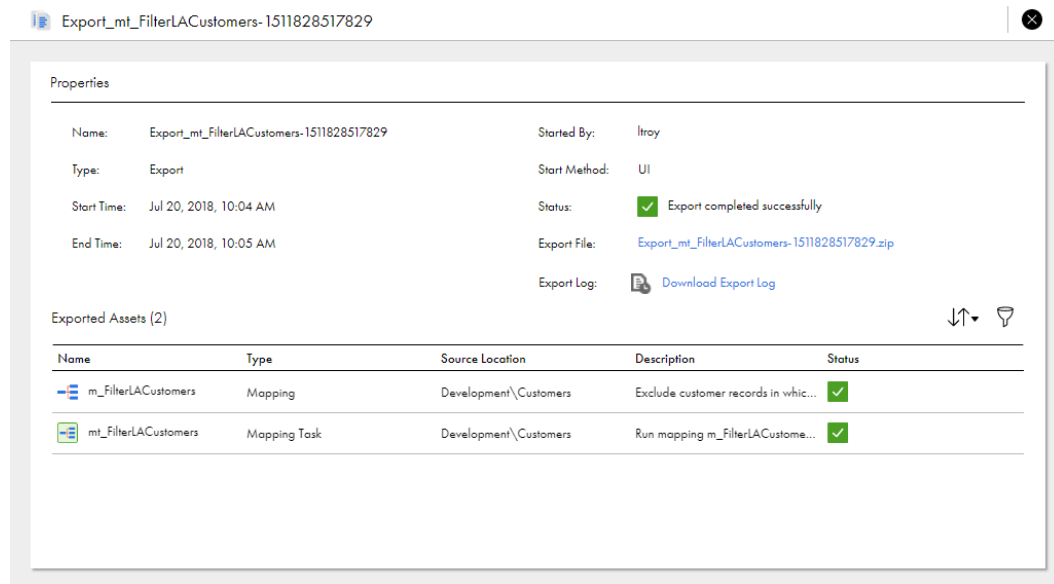 Export_mt_FilterLACustomers-1511828517829
Properties
Name: Export_mt_FilterLACustomers-1511828517829 Started By: ltroy
Type: Export Start Method: UI
Start Time: Jul 20, 2018, 10:04 AM Status: Export completed successfully
End Time: Jul 20, 2018, 10:05 AM Export File: Export_mt_FilterLACustomers-1511828517829.zip
Export Log: Download Export Log
Exported Assets (2)
Name Type Source Location Description Status
m_FilterLACustomers Mapping Development\Customers Exclude customer records in whic...
mt_FilterLACustomers Mapping Task Development\Customers Run mapping m_FilterLACustome...